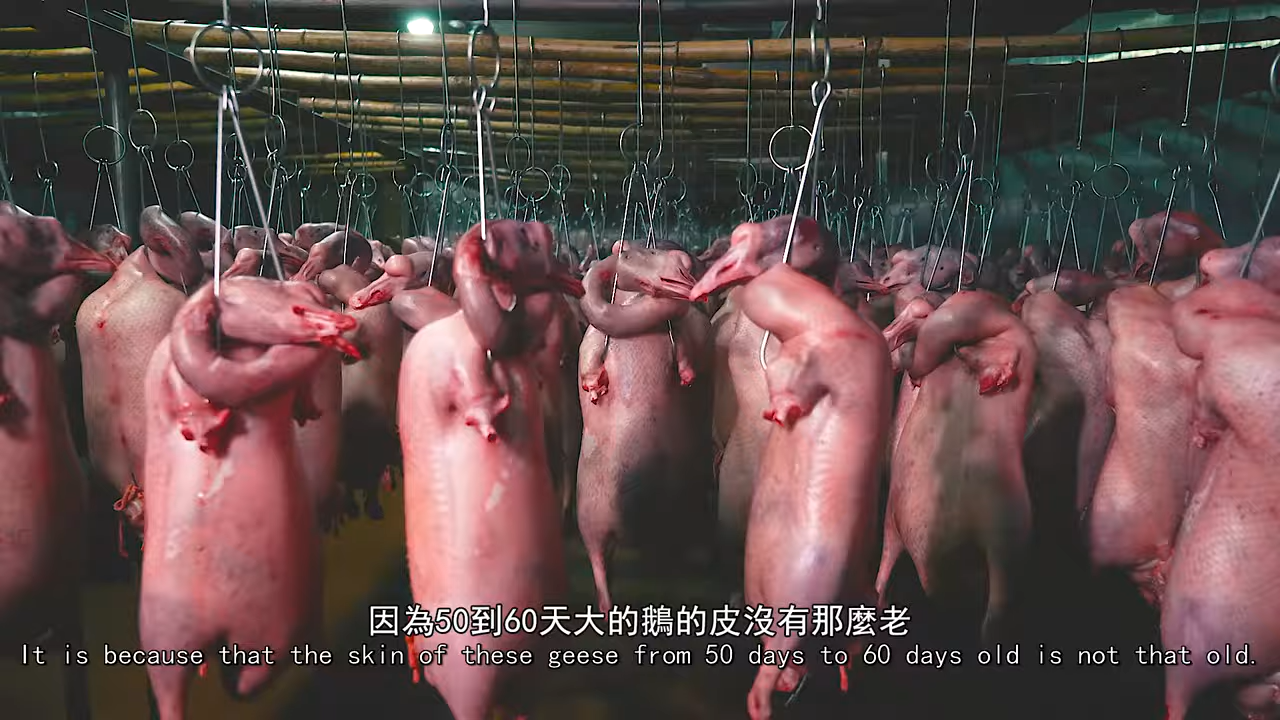 因為50到60天大的鵝的皮沒有那麼老
It is because that the skin of these geese from 50 days to 60 days old is not that old.